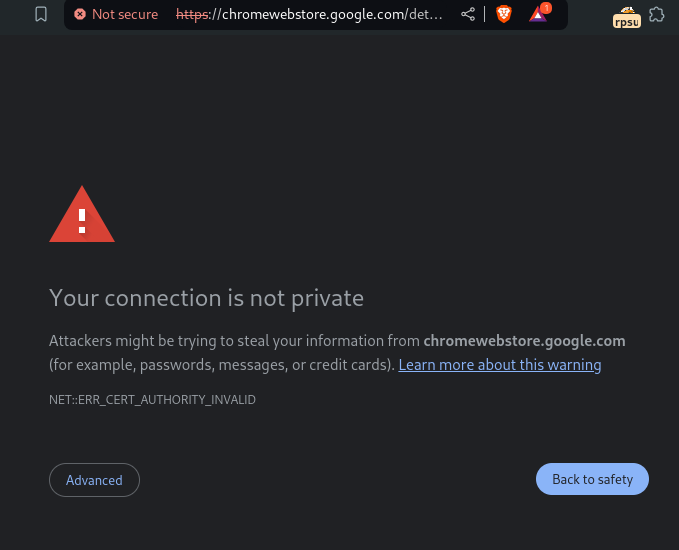 Not secure https://chromewebstore.google.com/det... 1 rpsu
Your connection is not private
Attackers might be trying to steal your information from chromewebstore.google.com
(for example, passwords, messages, or credit cards). Learn more about this warning
NET::ERR_CERT_AUTHORITY_INVALID
Advanced Back to safety